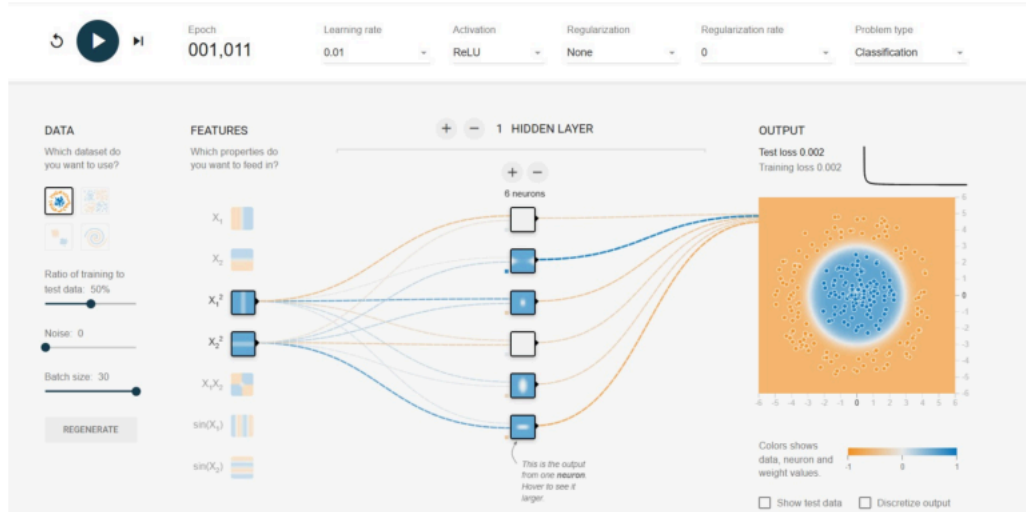 Epoch
001,011
Learning rate
0.01
Activation
ReLU
Regularization
None
Regularization rate
0
Problem type
Classification
DATA
Which dataset do
you want to use?
Ratio of training to
test data: 50%
Noise: 0
Batch size: 30
REGENERATE
FEATURES
Which properties do
you want to feed in?
X₁
X₂
X₁²
X₂²
X₁X₂
sin(X₁)
sin(X₂)
+ − 1 HIDDEN LAYER
+ −
6 neurons
This is the output
from one neuron.
Hover to see it
larger.
OUTPUT
Test loss 0.002
Training loss 0.002
6
5
4
3
2
1
0
-1
-2
-3
-4
-5
-6
-6 -5 -4 -3 -2 -1 0 1 2 3 4 5 6
Colors shows
data, neuron and
weight values.
-1 0 1
Show test data
Discretize output